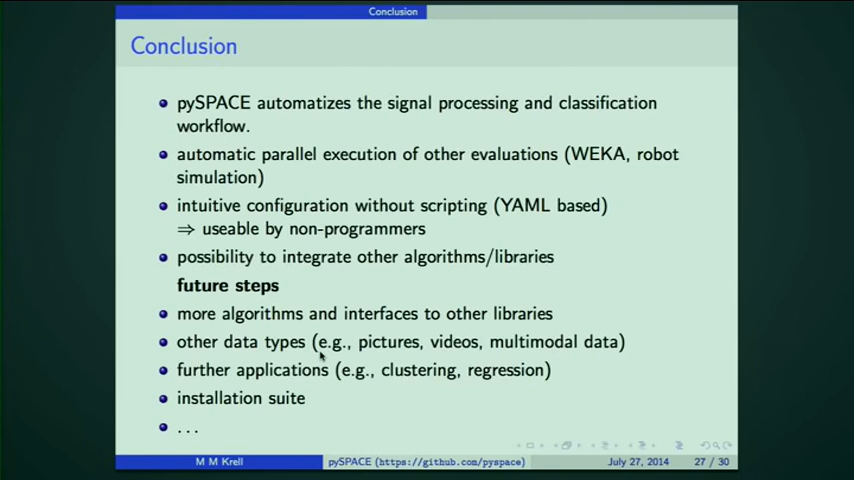 Conclusion
Conclusion
pySPACE automatizes the signal processing and classification
workflow.
automatic parallel execution of other evaluations (WEKA, robot
simulation)
intuitive configuration without scripting (YAML based)
⇒ useable by non-programmers
possibility to integrate other algorithms/libraries
future steps
more algorithms and interfaces to other libraries
other data types (e.g., pictures, videos, multimodal data)
further applications (e.g., clustering, regression)
installation suite
...
M M Krell pySPACE (https://github.com/pyspace) July 27, 2014 27 / 30